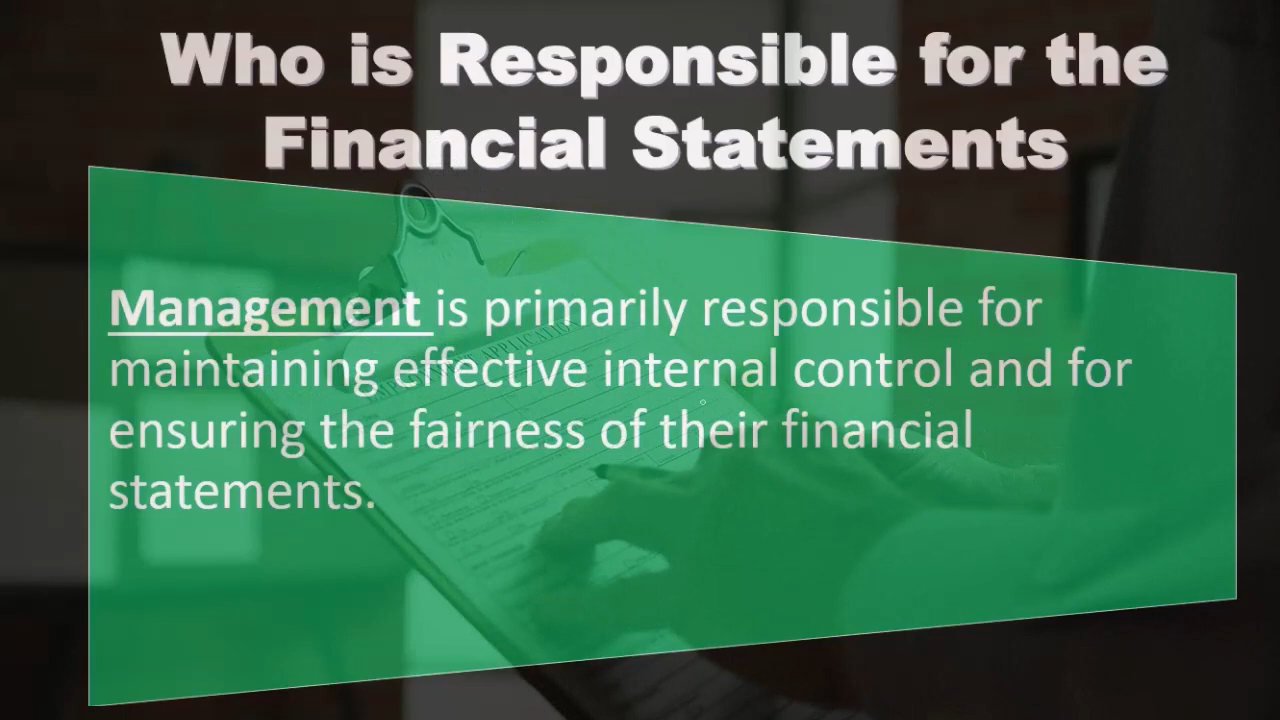 Who is Responsible for the
Financial Statements
Management is primarily responsible for
maintaining effective internal control and for
ensuring the fairness of their financial
statements.